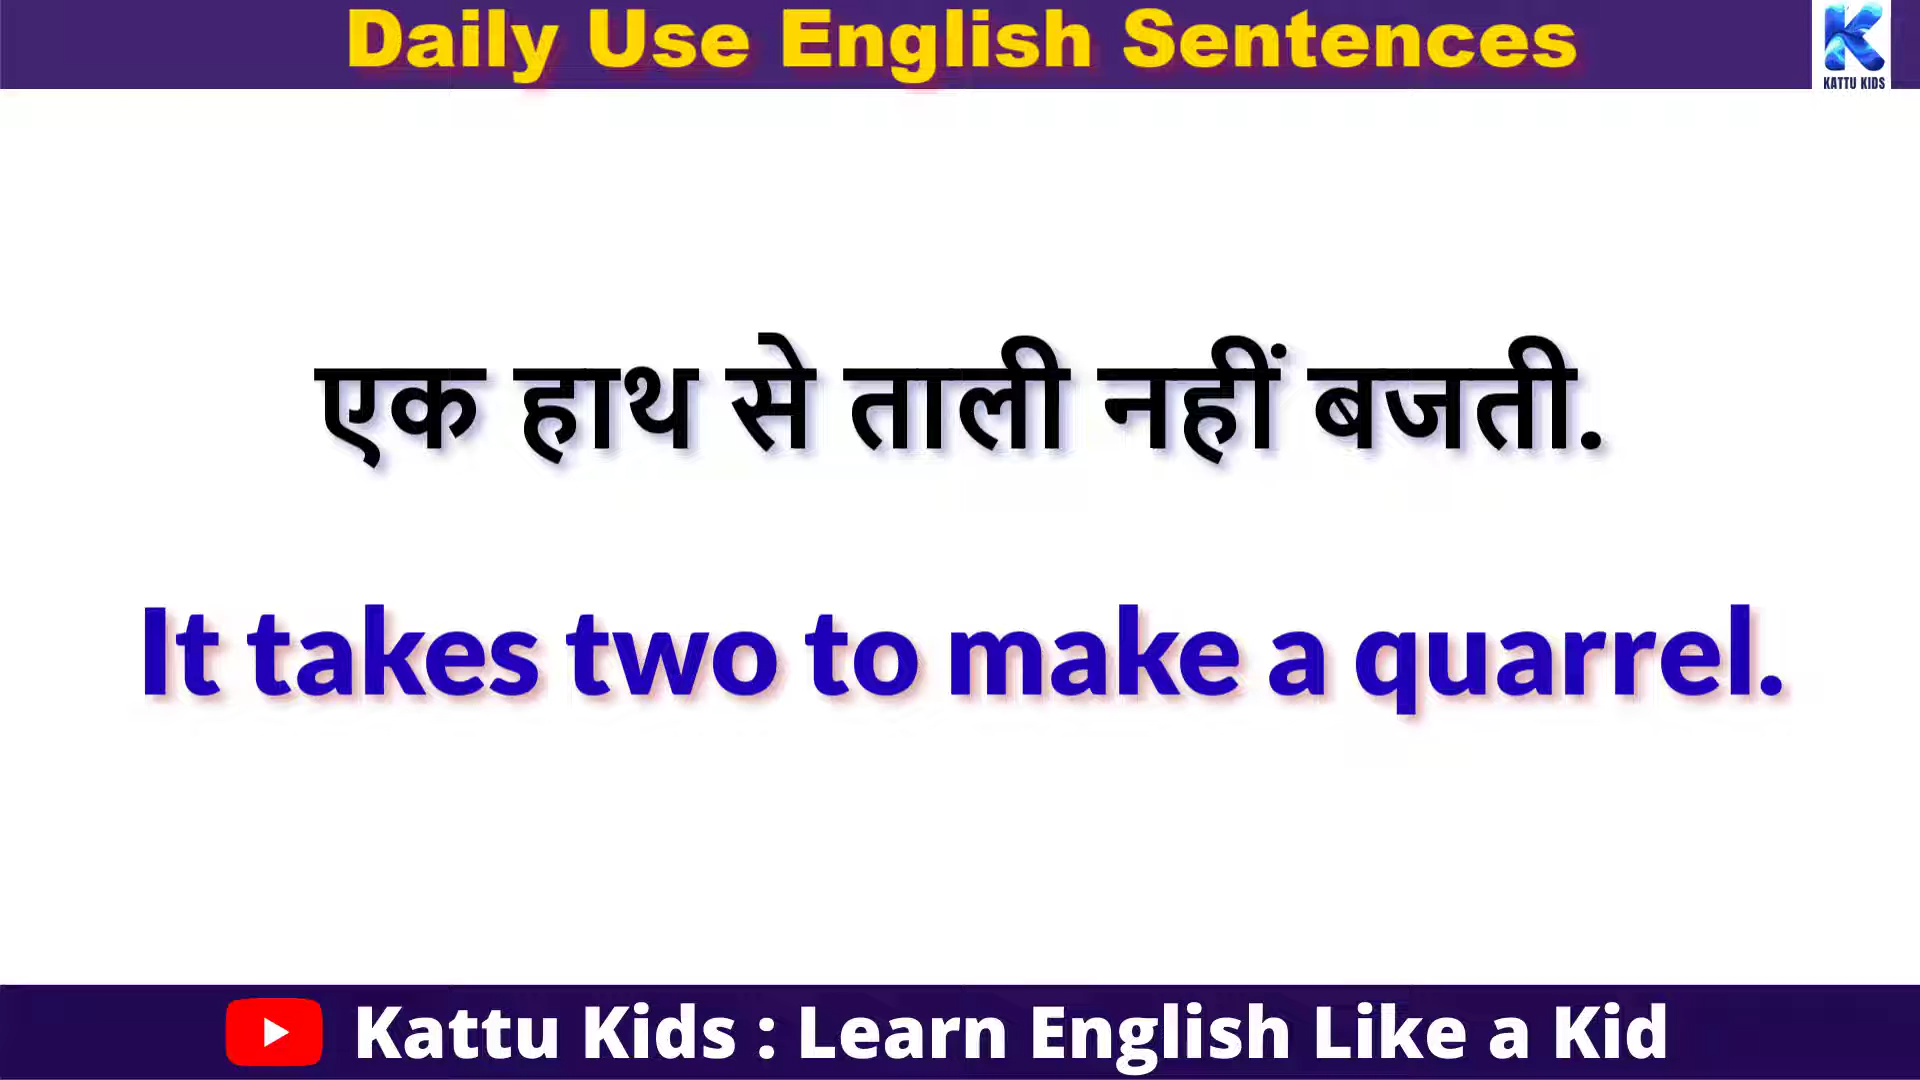 Daily Use English Sentences
KATTU KIDS
एक हाथ से ताली नहीं बजती.
It takes two to make a quarrel.
Kattu Kids : Learn English Like a Kid